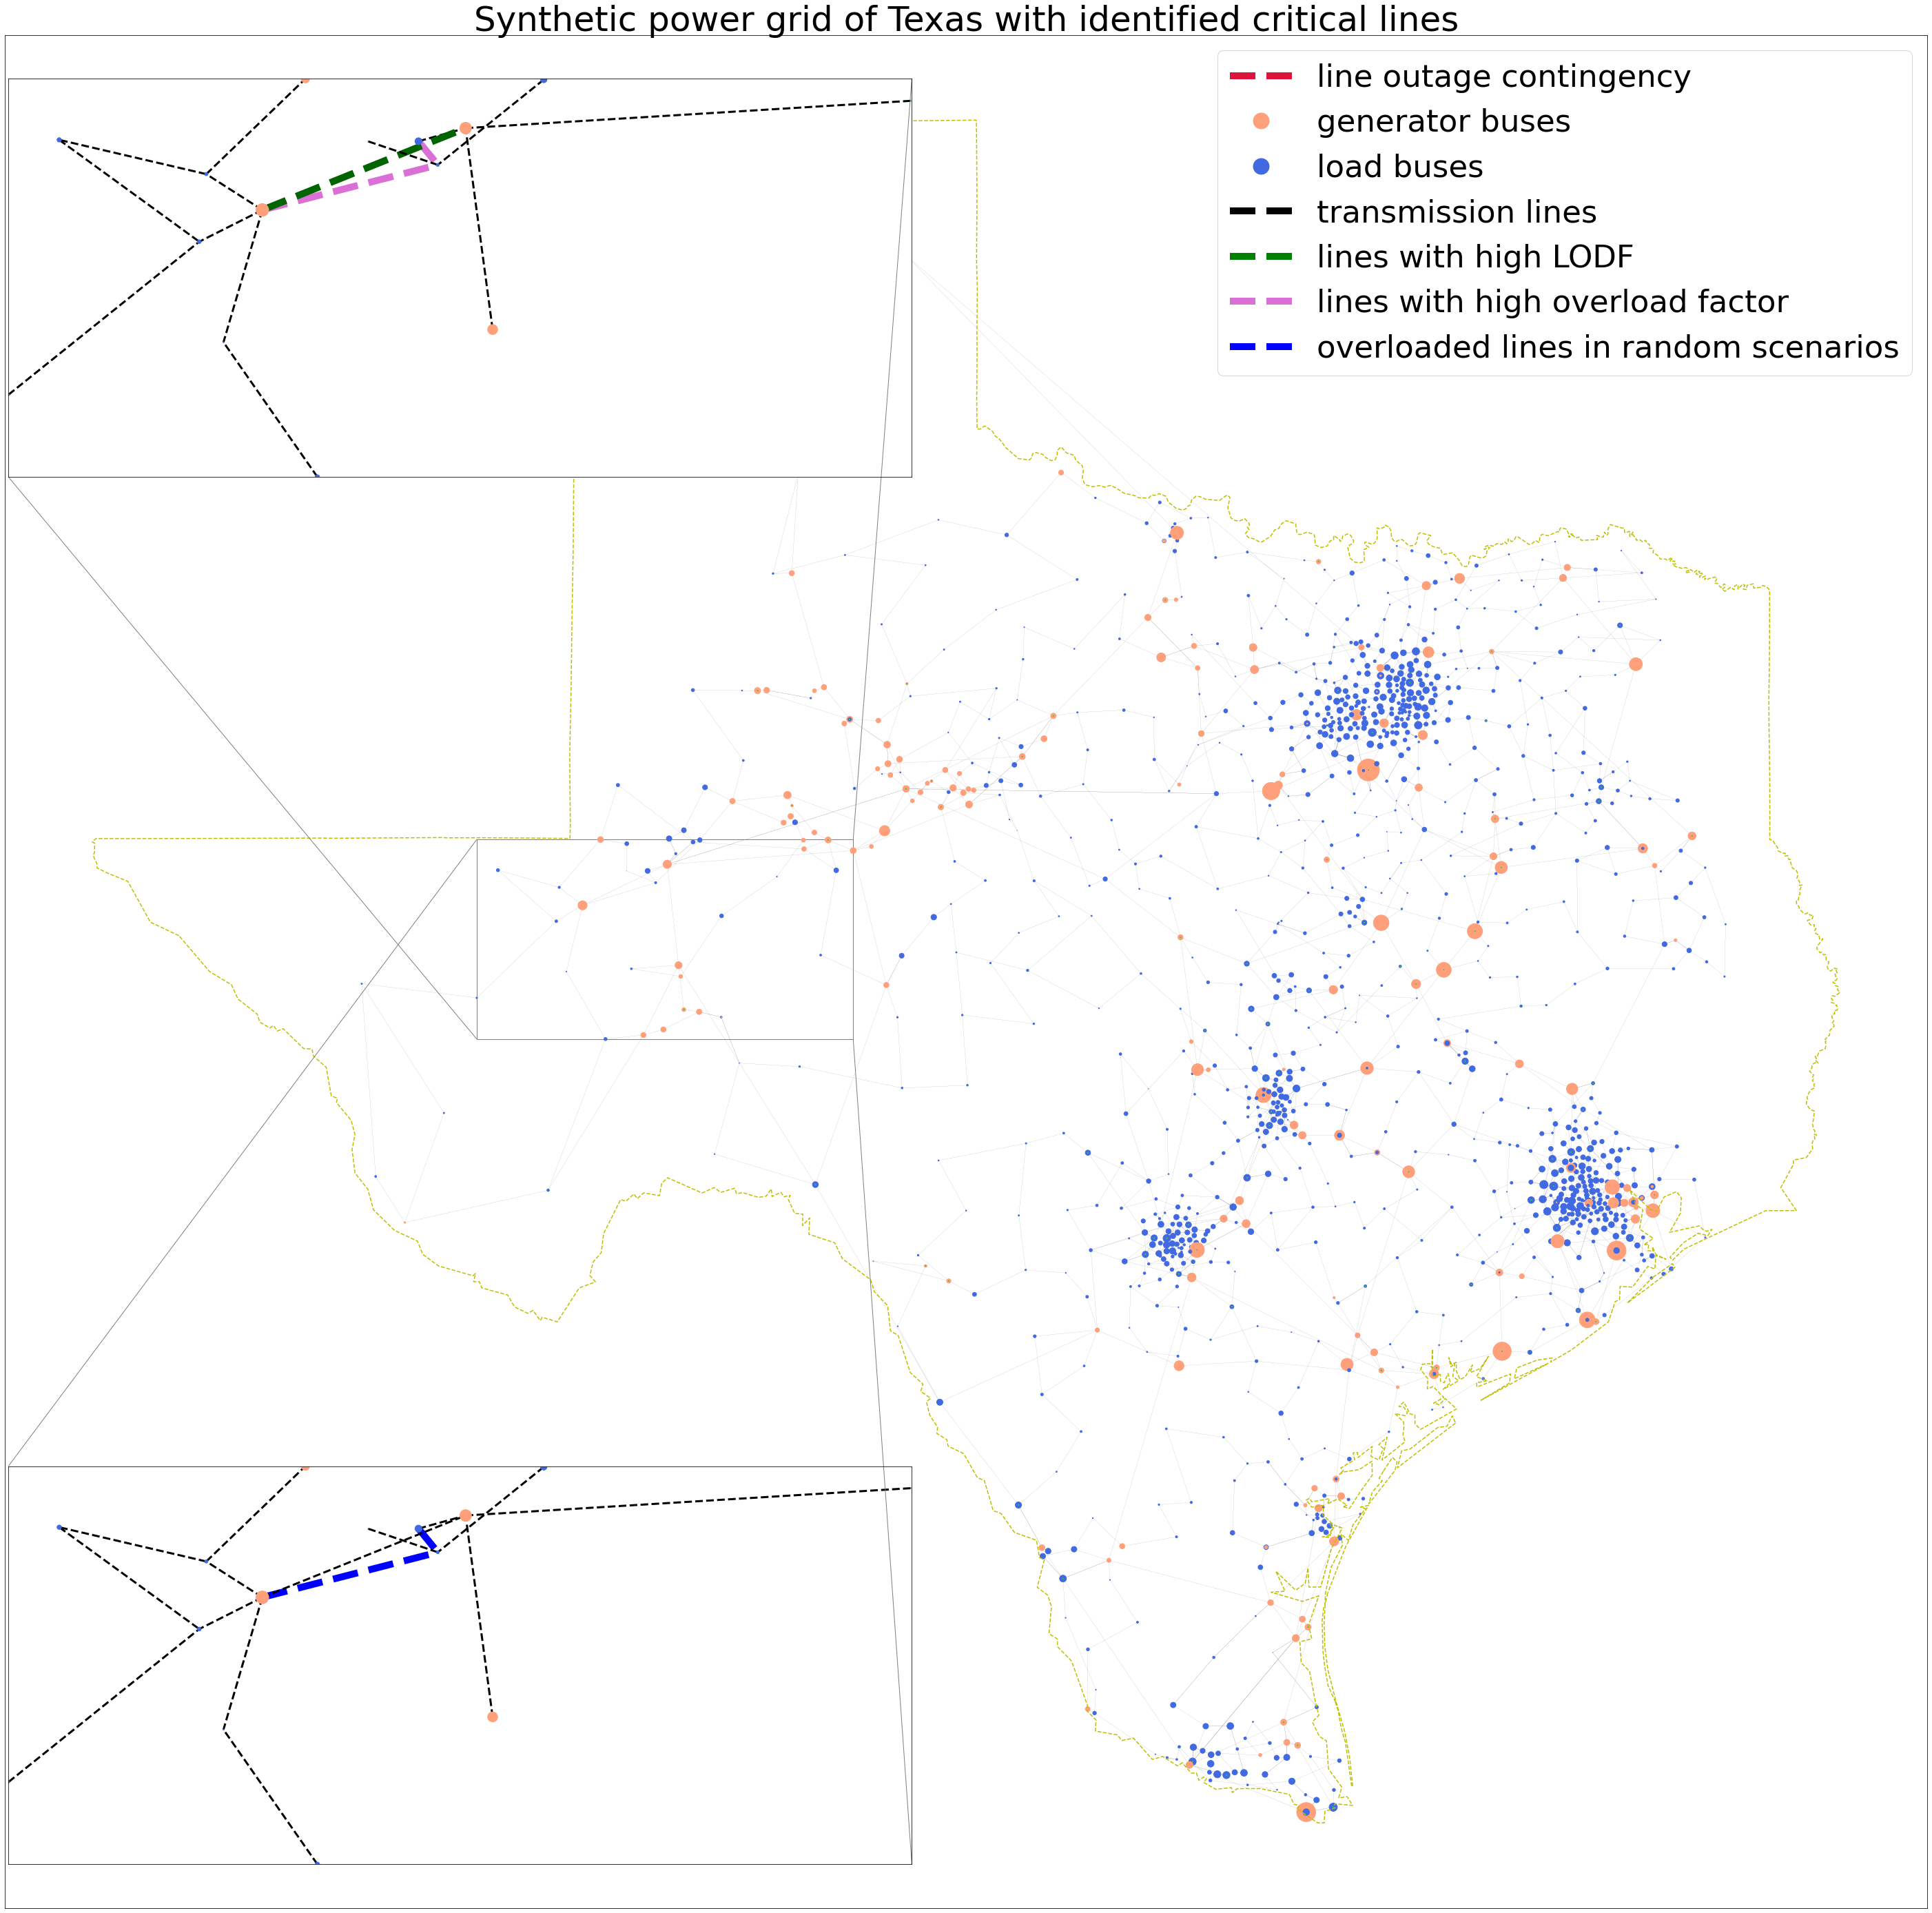 Synthetic power grid of Texas with identified critical lines
line outage contingency
generator buses
load buses
transmission lines
lines with high LODF
lines with high overload factor
overloaded lines in random scenarios